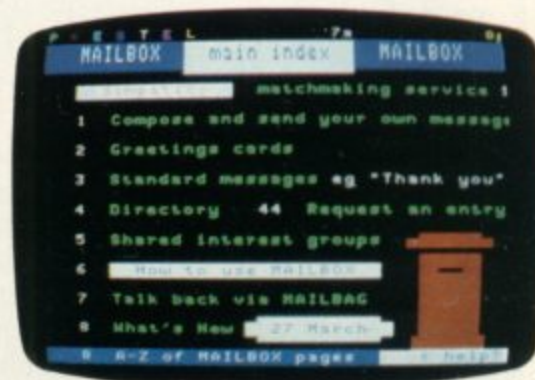 PRESTEL
MAILBOX main index MAILBOX
matchmaking service
1 Compose and send your own message
2 Greetings cards
3 Standard messages eg "Thank you"
4 Directory 44 Request an entry
5 Shared interest groups
6 How to use MAILBOX
7 Talk back via MAILBAG
8 What's New 27 March
A-Z of MAILBOX pages help